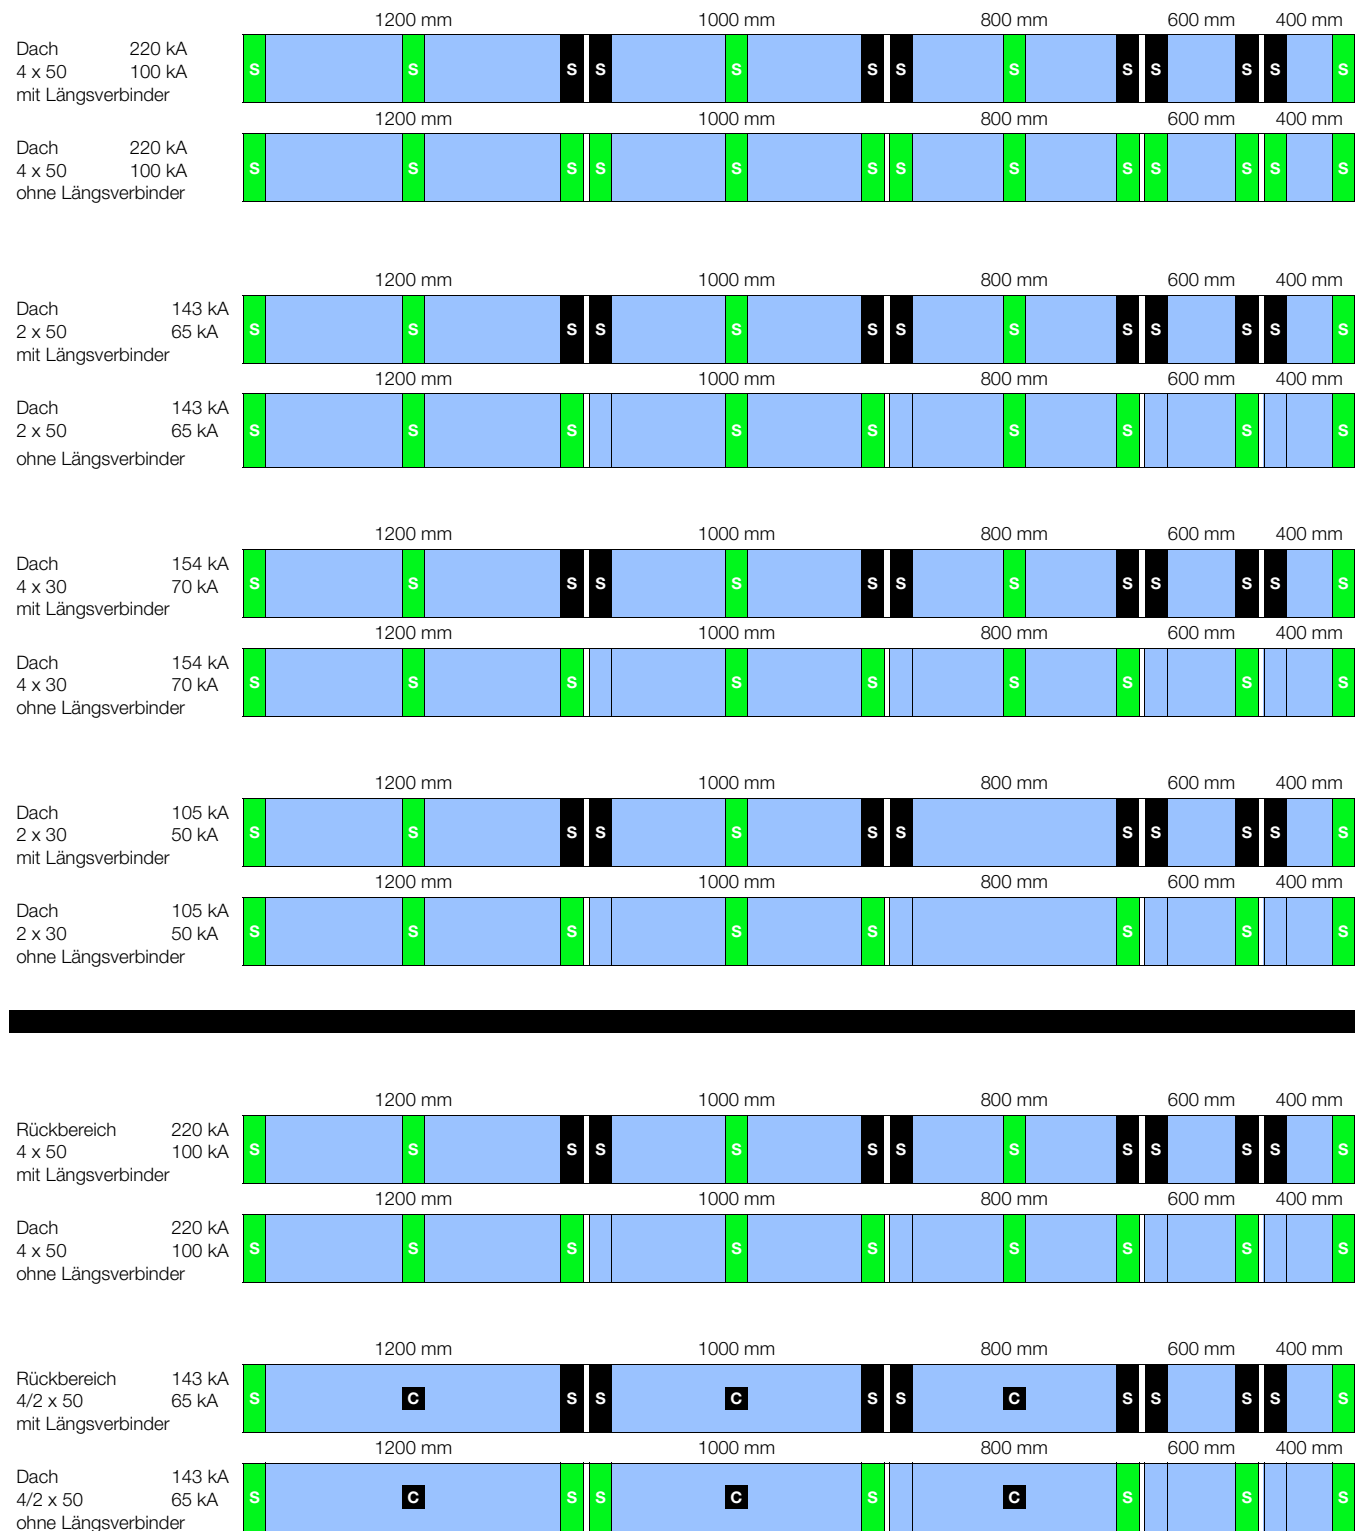 1200 mm 1000 mm 800 mm 600 mm 400 mm
Dach 220 kA
4 x 50 100 kA
mit Längsverbinder
S S S S S S S S S S S S S
1200 mm 1000 mm 800 mm 600 mm 400 mm
Dach 220 kA
4 x 50 100 kA
ohne Längsverbinder
S S S S S S S S S S S S S
1200 mm 1000 mm 800 mm 600 mm 400 mm
Dach 143 kA
2 x 50 65 kA
mit Längsverbinder
S S S S S S S S S S S S S
1200 mm 1000 mm 800 mm 600 mm 400 mm
Dach 143 kA
2 x 50 65 kA
ohne Längsverbinder
S S S S S S S S S
1200 mm 1000 mm 800 mm 600 mm 400 mm
Dach 154 kA
4 x 30 70 kA
mit Längsverbinder
S S S S S S S S S S S S S
1200 mm 1000 mm 800 mm 600 mm 400 mm
Dach 154 kA
4 x 30 70 kA
ohne Längsverbinder
S S S S S S S S S
1200 mm 1000 mm 800 mm 600 mm 400 mm
Dach 105 kA
2 x 30 50 kA
mit Längsverbinder
S S S S S S S S S S S S
1200 mm 1000 mm 800 mm 600 mm 400 mm
Dach 105 kA
2 x 30 50 kA
ohne Längsverbinder
S S S S S S S S
1200 mm 1000 mm 800 mm 600 mm 400 mm
Rückbereich 220 kA
4 x 50 100 kA
mit Längsverbinder
S S S S S S S S S S S S S
1200 mm 1000 mm 800 mm 600 mm 400 mm
Dach 220 kA
4 x 50 100 kA
ohne Längsverbinder
S S S S S S S S S
1200 mm 1000 mm 800 mm 600 mm 400 mm
Rückbereich 143 kA
4/2 x 50 65 kA
mit Längsverbinder
S C S S C S S C S S S S S
1200 mm 1000 mm 800 mm 600 mm 400 mm
Dach 143 kA
4/2 x 50 65 kA
ohne Längsverbinder
S C S S C S C S S S